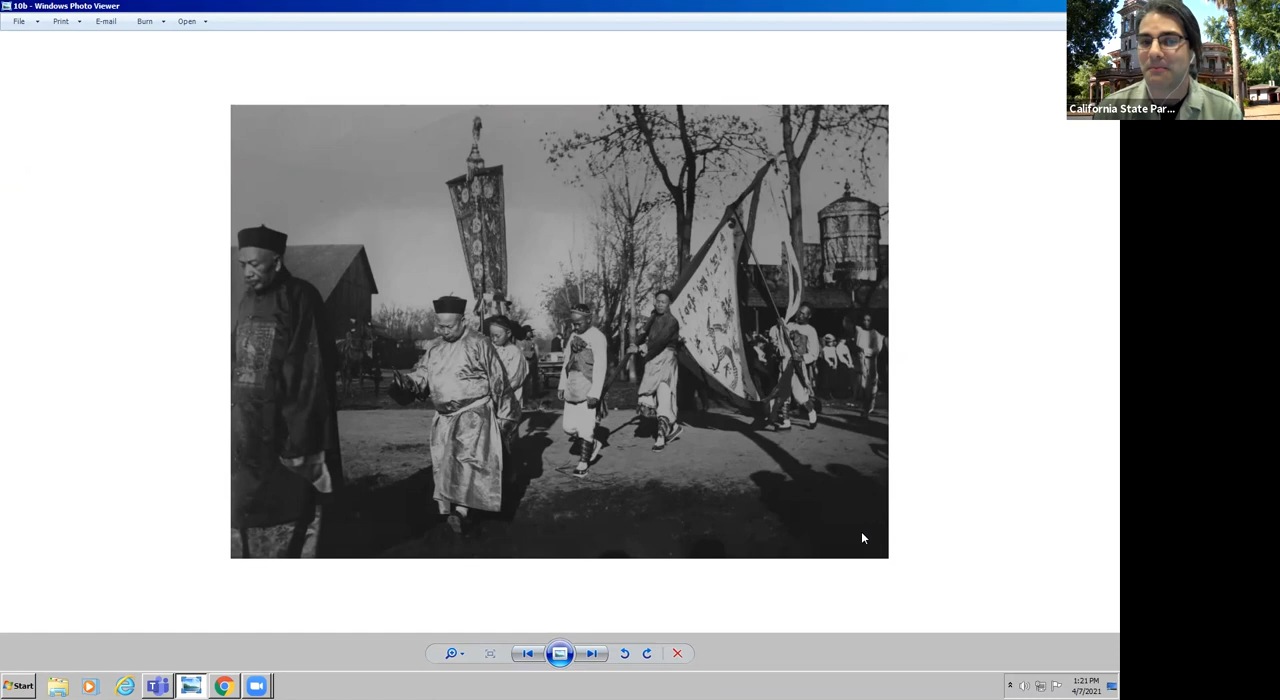 10b - Windows Photo Viewer
File Print E-mail Burn Open
California State Par...
Start
1:21 PM
4/7/2021